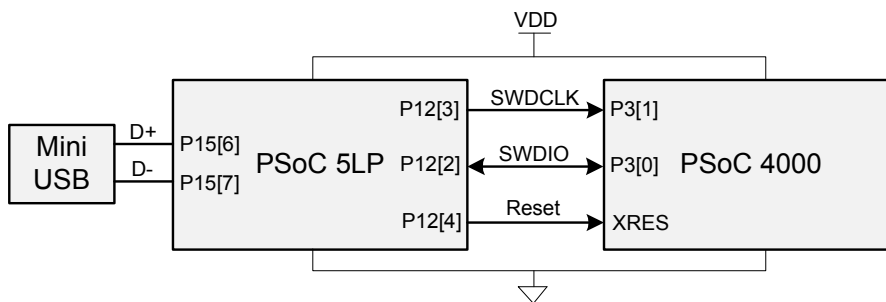 VDD
Mini
USB
D+
D-
P15[6]
P15[7]
PSoC 5LP
P12[3]
P12[2]
P12[4]
SWDCLK
SWDIO
Reset
P3[1]
P3[0]
XRES
PSoC 4000